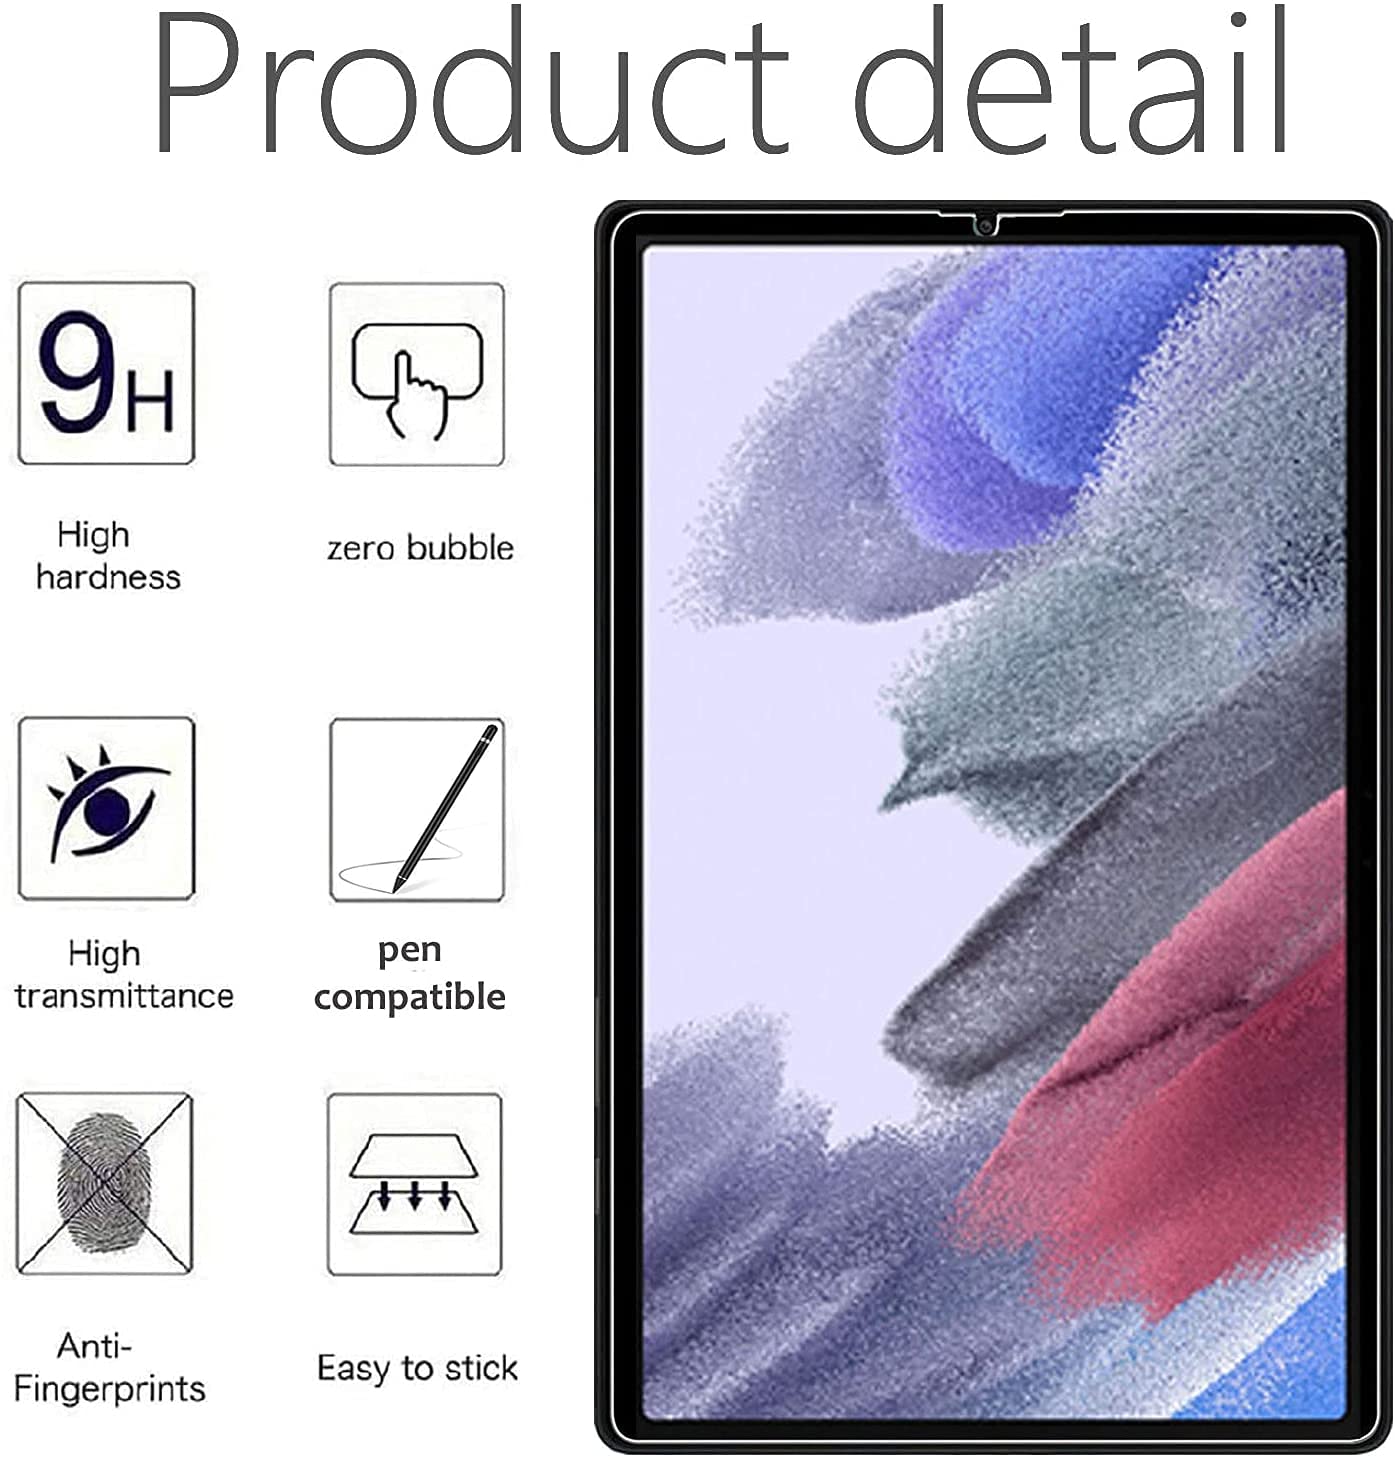 Product detail
9H
High
hardness
zero bubble
High
transmittance
pen
compatible
Anti-
Fingerprints
Easy to stick